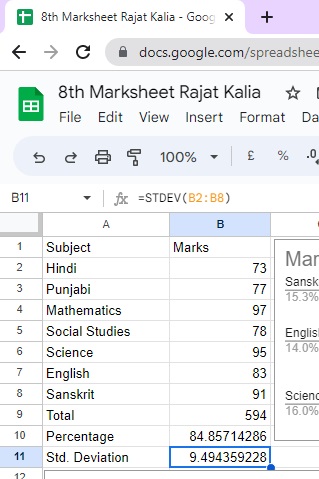 8th Marksheet Rajat Kalia - Goog
docs.google.com/spreadshee
8th Marksheet Rajat Kalia
File Edit View Insert Format Da
100% £ % .0
B11 fx =STDEV(B2:B8)
A B
1 Subject Marks
2 Hindi 73
3 Punjabi 77
4 Mathematics 97
5 Social Studies 78
6 Science 95
7 English 83
8 Sanskrit 91
9 Total 594
10 Percentage 84.85714286
11 Std. Deviation 9.494359228
12
Mar
Sansk
15.3%
Englis
14.0%
Scienc
16.0%